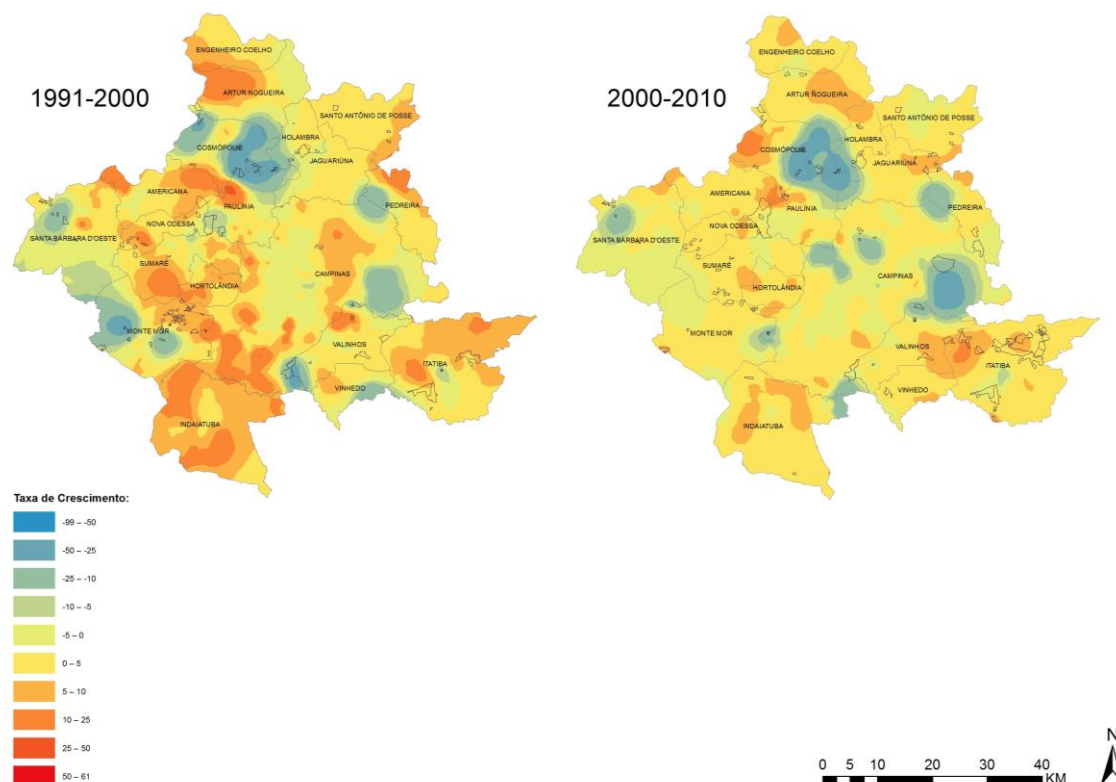 1991-2000
ENGENHEIRO COELHO
ARTUR NOGUEIRA
SANTO ANTÔNIO DE POSSE
HOLAMBRA
COSMÓPOLIS
JAGUARIÚNA
AMERICANA
PAULÍNIA
PEDREIRA
NOVA ODESSA
SANTA BÁRBARA D'OESTE
SUMARÉ
CAMPINAS
HORTOLÂNDIA
MONTE MOR
VALINHOS
ITATIBA
VINHEDO
INDAIATUBA
2000-2010
ENGENHEIRO COELHO
ARTUR NOGUEIRA
SANTO ANTÔNIO DE POSSE
HOLAMBRA
COSMÓPOLIS
JAGUARIÚNA
AMERICANA
PAULÍNIA
PEDREIRA
NOVA ODESSA
SANTA BÁRBARA D'OESTE
SUMARÉ
CAMPINAS
HORTOLÂNDIA
MONTE MOR
VALINHOS
ITATIBA
VINHEDO
INDAIATUBA
Taxa de Crescimento:
-99 – -50
-50 – -25
-25 – -10
-10 – -5
-5 – 0
0 – 5
5 – 10
10 – 25
25 – 50
50 – 61
N
0 5 10 20 30 40
KM